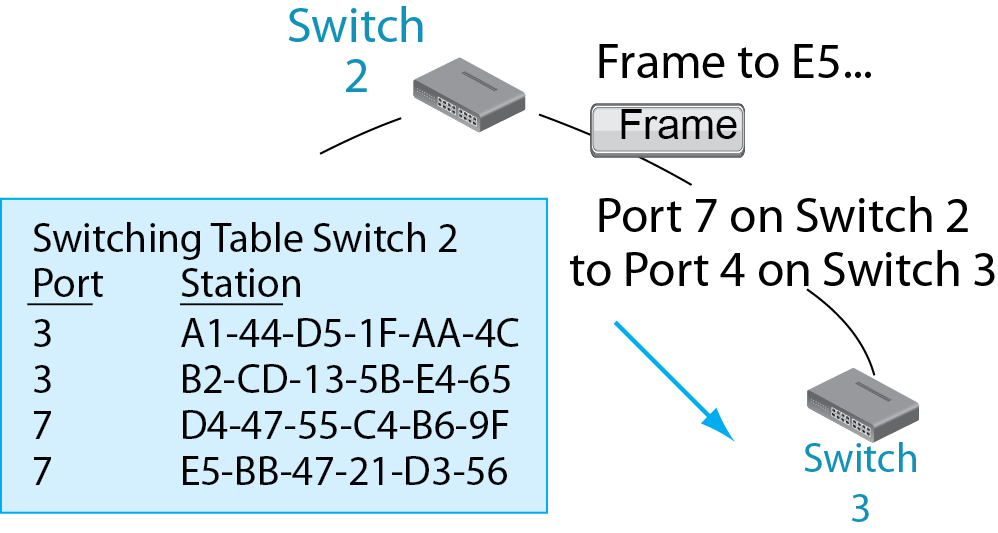 Switch
2
Frame to E5...
Frame
Port 7 on Switch 2
to Port 4 on Switch 3
Switching Table Switch 2
Port Station
3 A1-44-D5-1F-AA-4C
3 B2-CD-13-5B-E4-65
7 D4-47-55-C4-B6-9F
7 E5-BB-47-21-D3-56
Switch
3